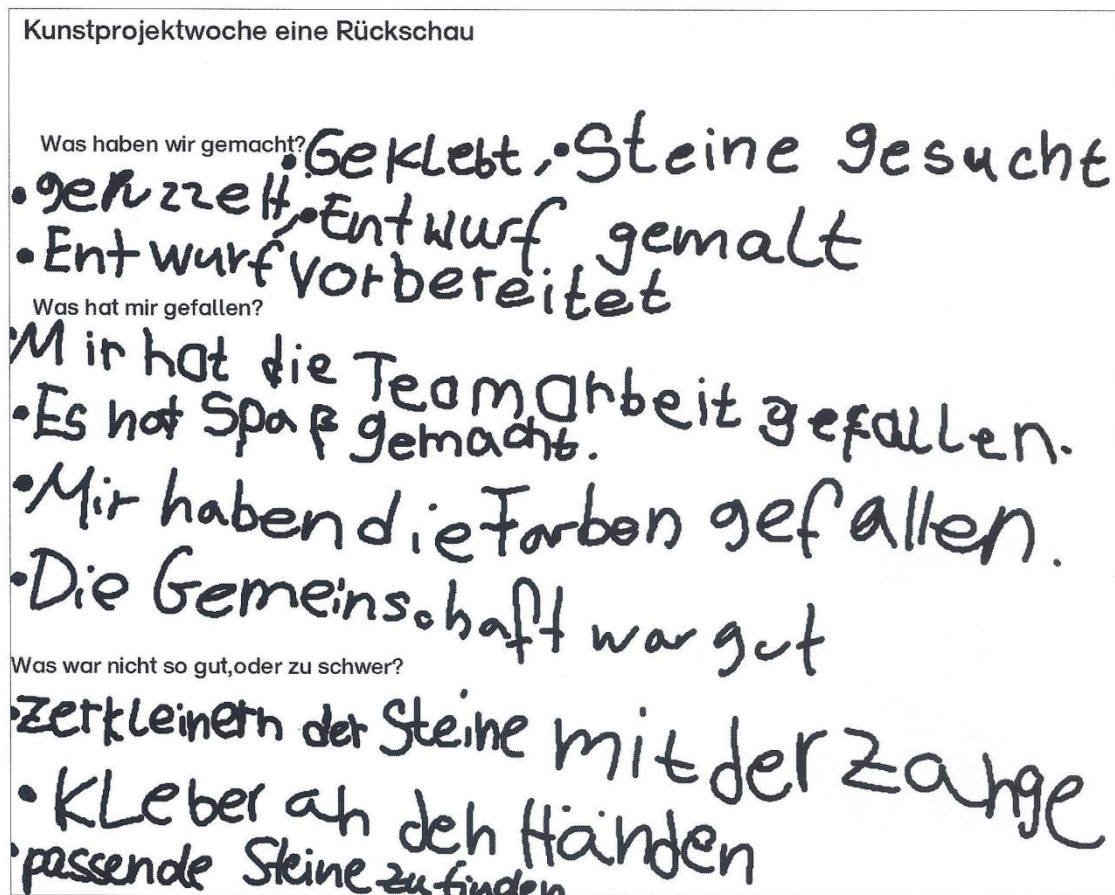 Kunstprojektwoche eine Rückschau
Was haben wir gemacht? • Geklebt, • Steine gesucht
• gepuzzelt, • Entwurf gemalt
• Entwurf vorbereitet
Was hat mir gefallen?
• Mir hat die Teamarbeit gefallen.
• Es hat Spaß gemacht.
• Mir haben die Farben gefallen.
• Die Gemeinschaft war gut
Was war nicht so gut,oder zu schwer?
• Zerkleinern der Steine mit der Zange
• Kleber an den Händen
• passende Steine zu finden